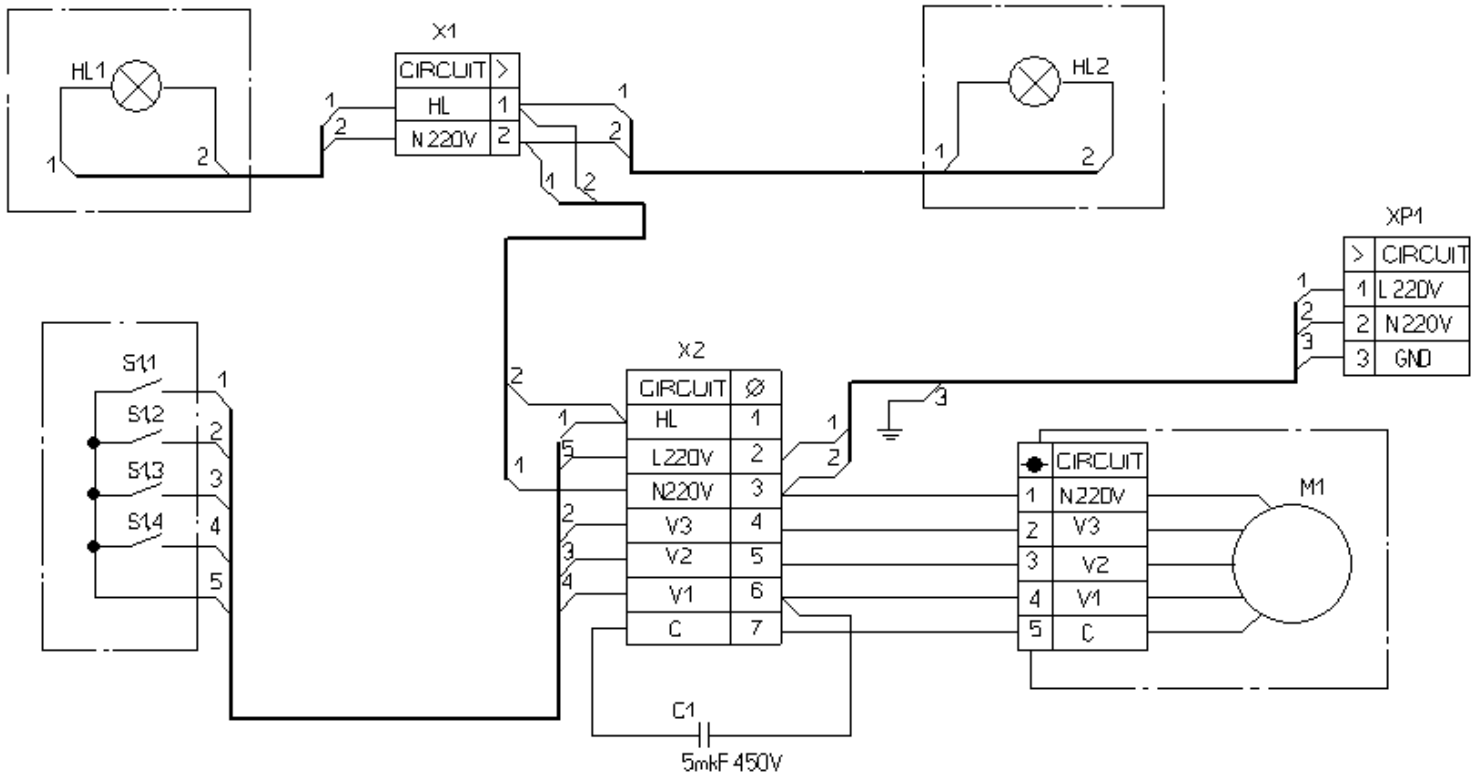 X1
CIRCUIT >
HL 1
N220V 2
HL1
1
2
1
2
1
2
1
2
HL2
1
2
XP1
> CIRCUIT
1 L220V
2 N220V
3 GND
1
2
3
S1,1
S1,2
S1,3
S1,4
1
2
3
4
5
X2
CIRCUIT Ø
HL 1
L220V 2
N220V 3
V3 4
V2 5
V1 6
C 7
2
1
5
1
2
3
4
1
2
3
CIRCUIT
1 N220V
2 V3
3 V2
4 V1
5 C
M1
C1
5mkF 450V